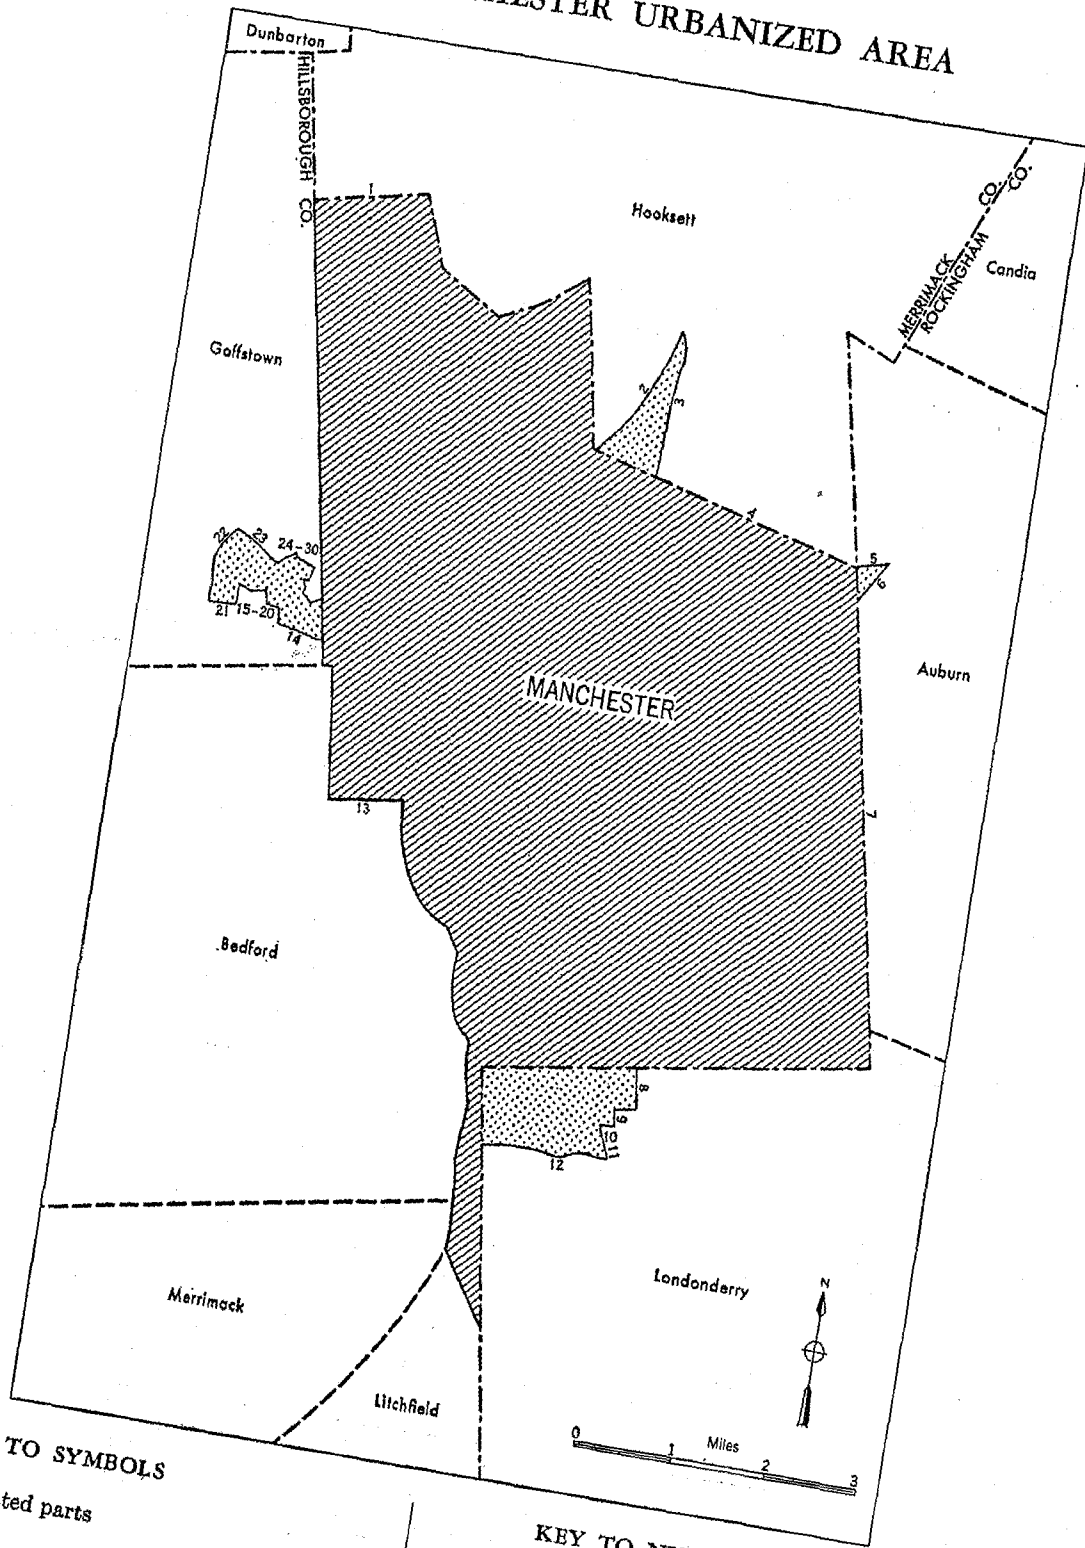 URBANIZED AREA
Dunbarton
HILLSBOROUGH CO.
1
Hooksett
MERRIMACK CO.
ROCKINGHAM CO.
Candia
Goffstown
2
3
4
5
6
22
23
24-30
21
15-20
14
Auburn
MANCHESTER
7
13
Bedford
8
9
10
11
12
Londonderry
N
Merrimack
Litchfield
0
1
Miles
2
3
TO SYMBOLS
ted parts
KEY TO